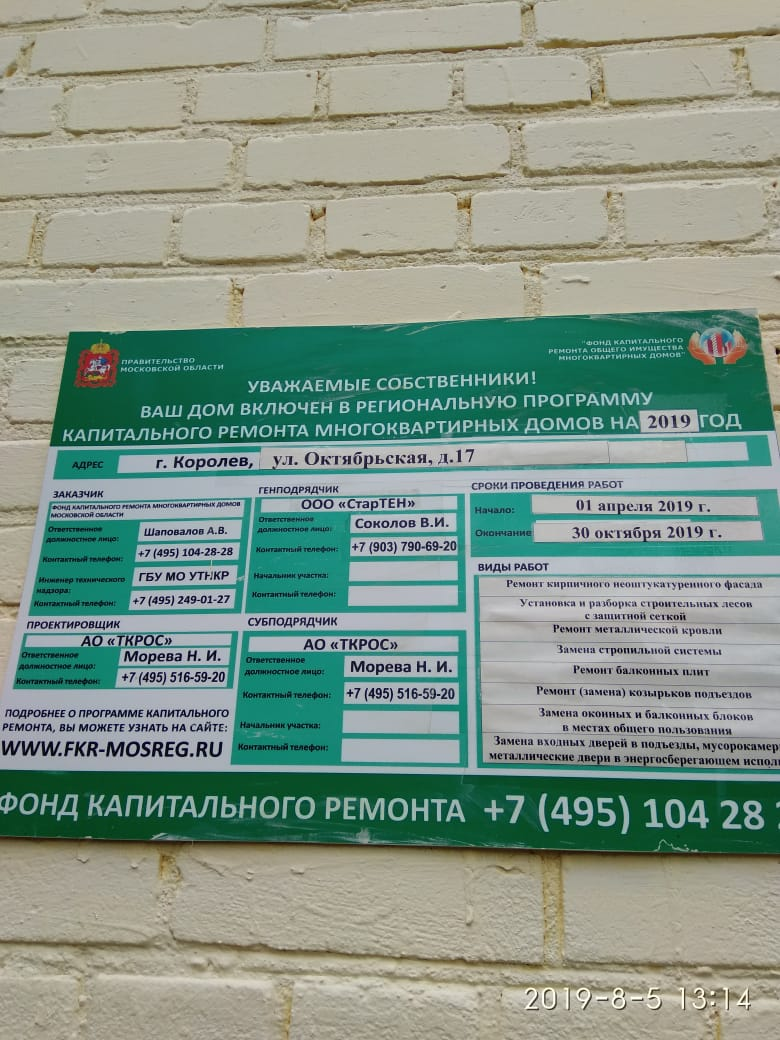 ПРАВИТЕЛЬСТВО
МОСКОВСКОЙ ОБЛАСТИ
"ФОНД КАПИТАЛЬНОГО
РЕМОНТА ОБЩЕГО ИМУЩЕСТВА
МНОГОКВАРТИРНЫХ ДОМОВ"
УВАЖАЕМЫЕ СОБСТВЕННИКИ!
ВАШ ДОМ ВКЛЮЧЕН В РЕГИОНАЛЬНУЮ ПРОГРАММУ
КАПИТАЛЬНОГО РЕМОНТА МНОГОКВАРТИРНЫХ ДОМОВ НА 2019 ГОД
АДРЕС г. Королев, ул. Октябрьская, д.17
ЗАКАЗЧИК
ФОНД КАПИТАЛЬНОГО РЕМОНТА МНОГОКВАРТИРНЫХ ДОМОВ
МОСКОВСКОЙ ОБЛАСТИ
Ответственное
должностное лицо: Шаповалов А.В.
Контактный телефон: +7 (495) 104-28-28
Инженер технического
надзора: ГБУ МО УТНКР
Контактный телефон: +7 (495) 249-01-27
ПРОЕКТИРОВЩИК
АО «ТКРОС»
Ответственное
должностное лицо: Морева Н. И.
Контактный телефон: +7 (495) 516-59-20
ПОДРОБНЕЕ О ПРОГРАММЕ КАПИТАЛЬНОГО
РЕМОНТА, ВЫ МОЖЕТЕ УЗНАТЬ НА САЙТЕ:
WWW.FKR-MOSREG.RU
ГЕНПОДРЯДЧИК
ООО «СтарТЕН»
Ответственное
должностное лицо: Соколов В.И.
Контактный телефон: +7 (903) 790-69-20
Начальник участка:
Контактный телефон:
СУБПОДРЯДЧИК
АО «ТКРОС»
Ответственное
должностное лицо: Морева Н. И.
Контактный телефон: +7 (495) 516-59-20
Начальник участка:
Контактный телефон:
СРОКИ ПРОВЕДЕНИЯ РАБОТ
Начало: 01 апреля 2019 г.
Окончание 30 октября 2019 г.
ВИДЫ РАБОТ
Ремонт кирпичного неоштукатуренного фасада
Установка и разборка строительных лесов
с защитной сеткой
Ремонт металлической кровли
Замена стропильной системы
Ремонт балконных плит
Ремонт (замена) козырьков подъездов
Замена оконных и балконных блоков
в местах общего пользования
Замена входных дверей в подъезды, мусорокамер
металлические двери в энергосберегающем испол
ФОНД КАПИТАЛЬНОГО РЕМОНТА +7 (495) 104 28
2019-8-5 13:14